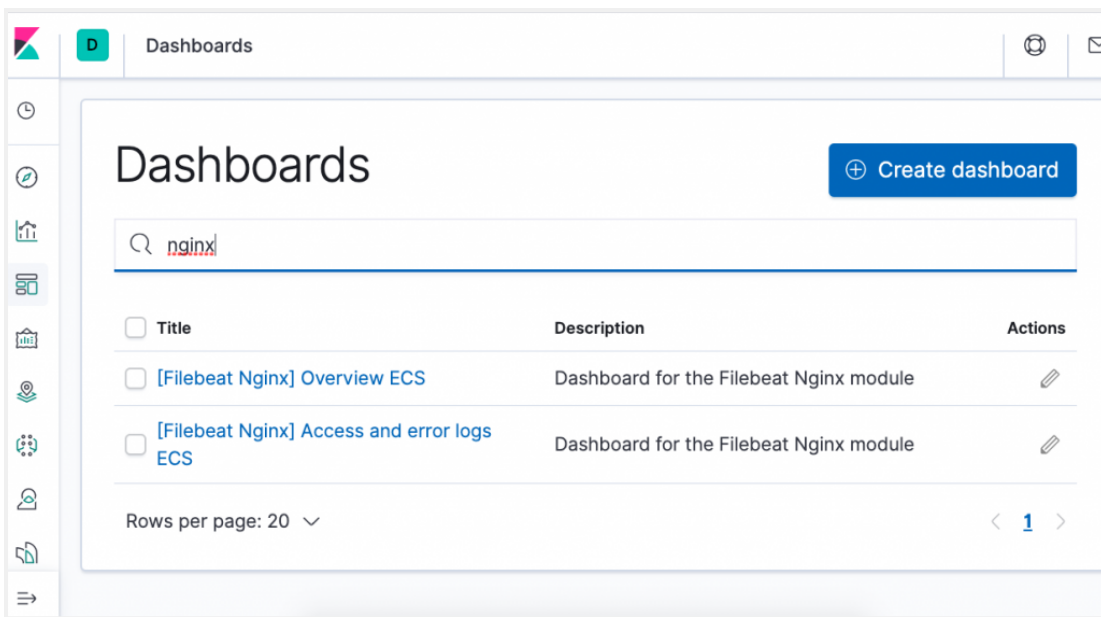 D
Dashboards
Dashboards
Create dashboard
nginx
Title Description Actions
[Filebeat Nginx] Overview ECS Dashboard for the Filebeat Nginx module
[Filebeat Nginx] Access and error logs
ECS
Dashboard for the Filebeat Nginx module
Rows per page: 20
1